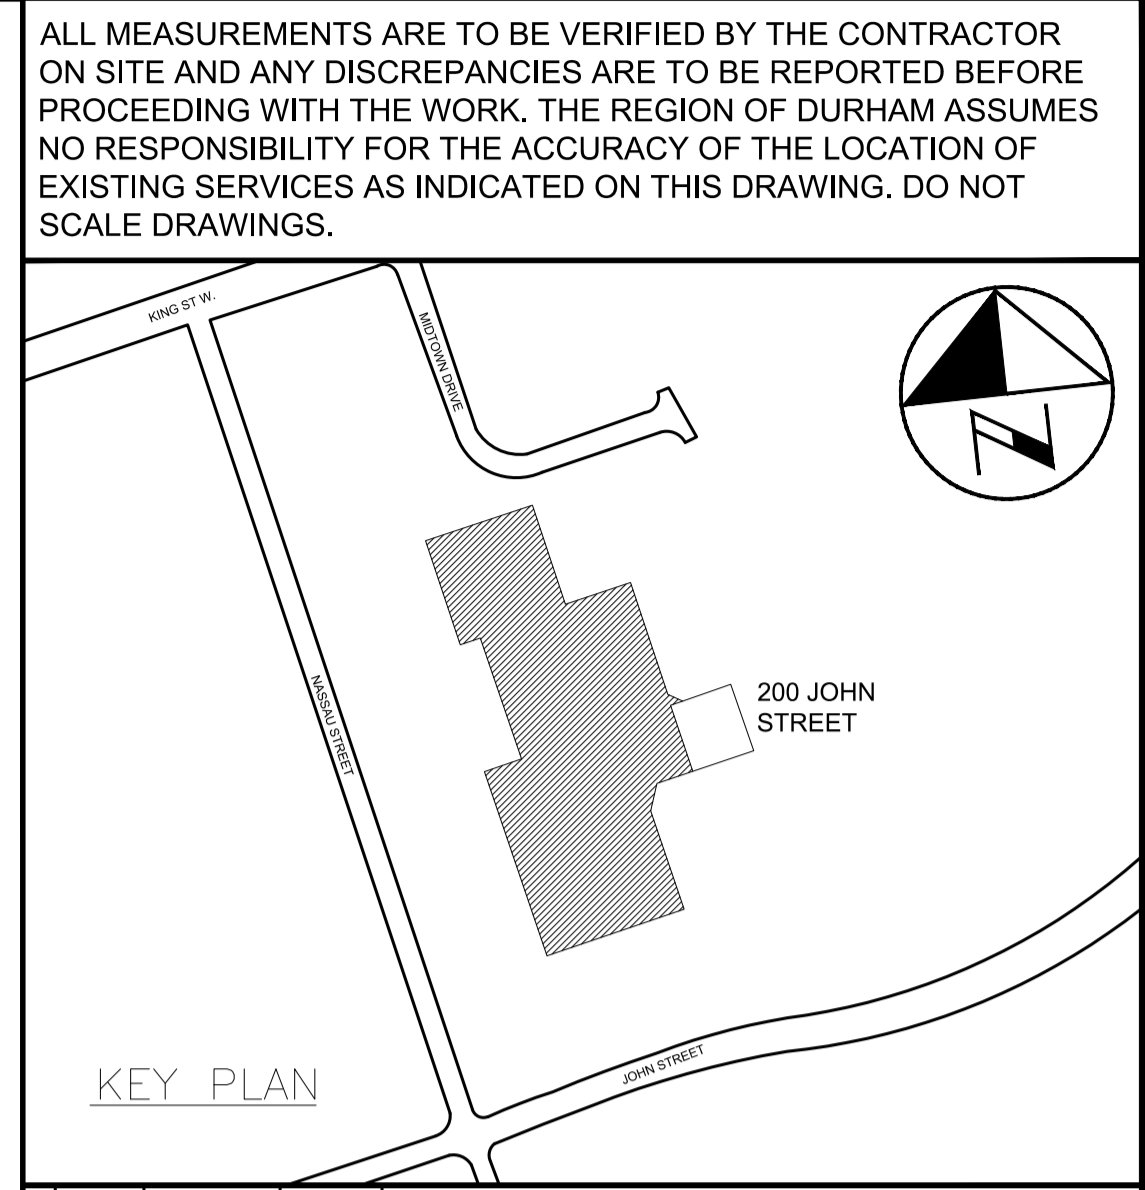 ALL MEASUREMENTS ARE TO BE VERIFIED BY THE CONTRACTOR
ON SITE AND ANY DISCREPANCIES ARE TO BE REPORTED BEFORE
PROCEEDING WITH THE WORK. THE REGION OF DURHAM ASSUMES
NO RESPONSIBILITY FOR THE ACCURACY OF THE LOCATION OF
EXISTING SERVICES AS INDICATED ON THIS DRAWING. DO NOT
SCALE DRAWINGS.
KING ST W.
MIDTOWN DRIVE
N
NASSAU STREET
200 JOHN
STREET
JOHN STREET
KEY PLAN